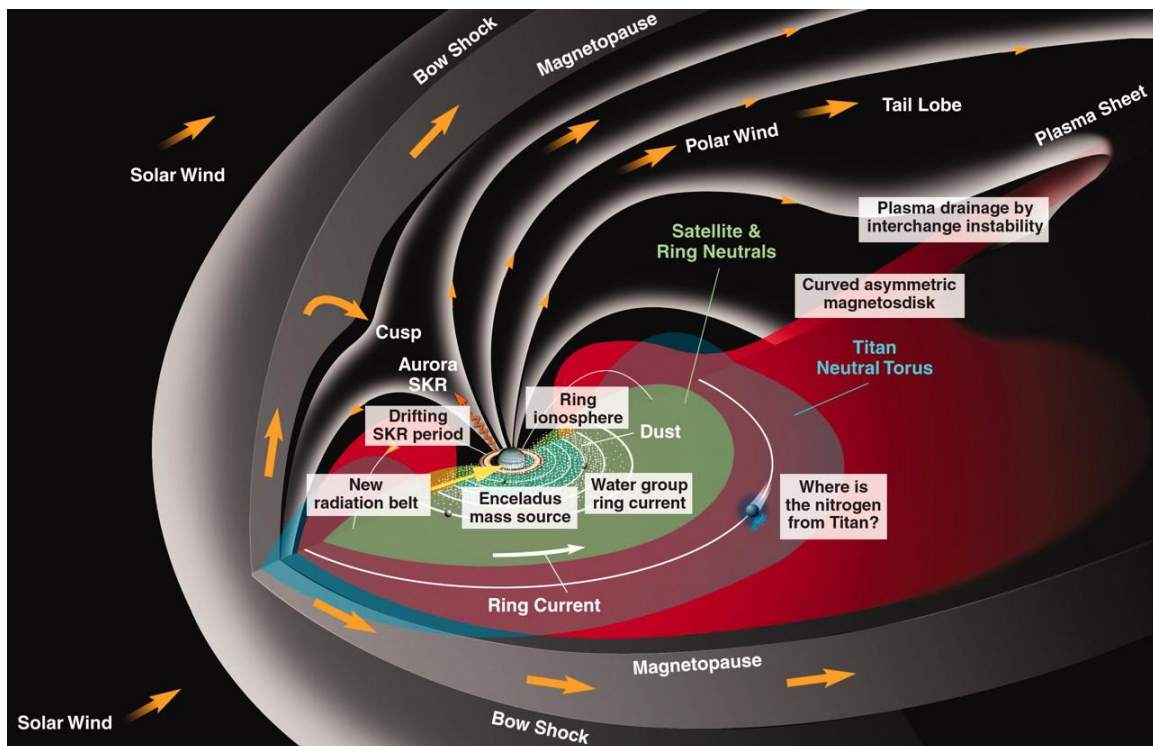 Bow Shock
Magnetopause
Solar Wind
Polar Wind
Tail Lobe
Plasma Sheet
Plasma drainage by
interchange instability
Satellite &
Ring Neutrals
Curved asymmetric
magnetosdisk
Cusp
Titan
Neutral Torus
Aurora
SKR
Drifting
SKR period
Ring
ionosphere
Dust
New
radiation belt
Enceladus
mass source
Water group
ring current
Where is
the nitrogen
from Titan?
Ring Current
Magnetopause
Solar Wind
Bow Shock